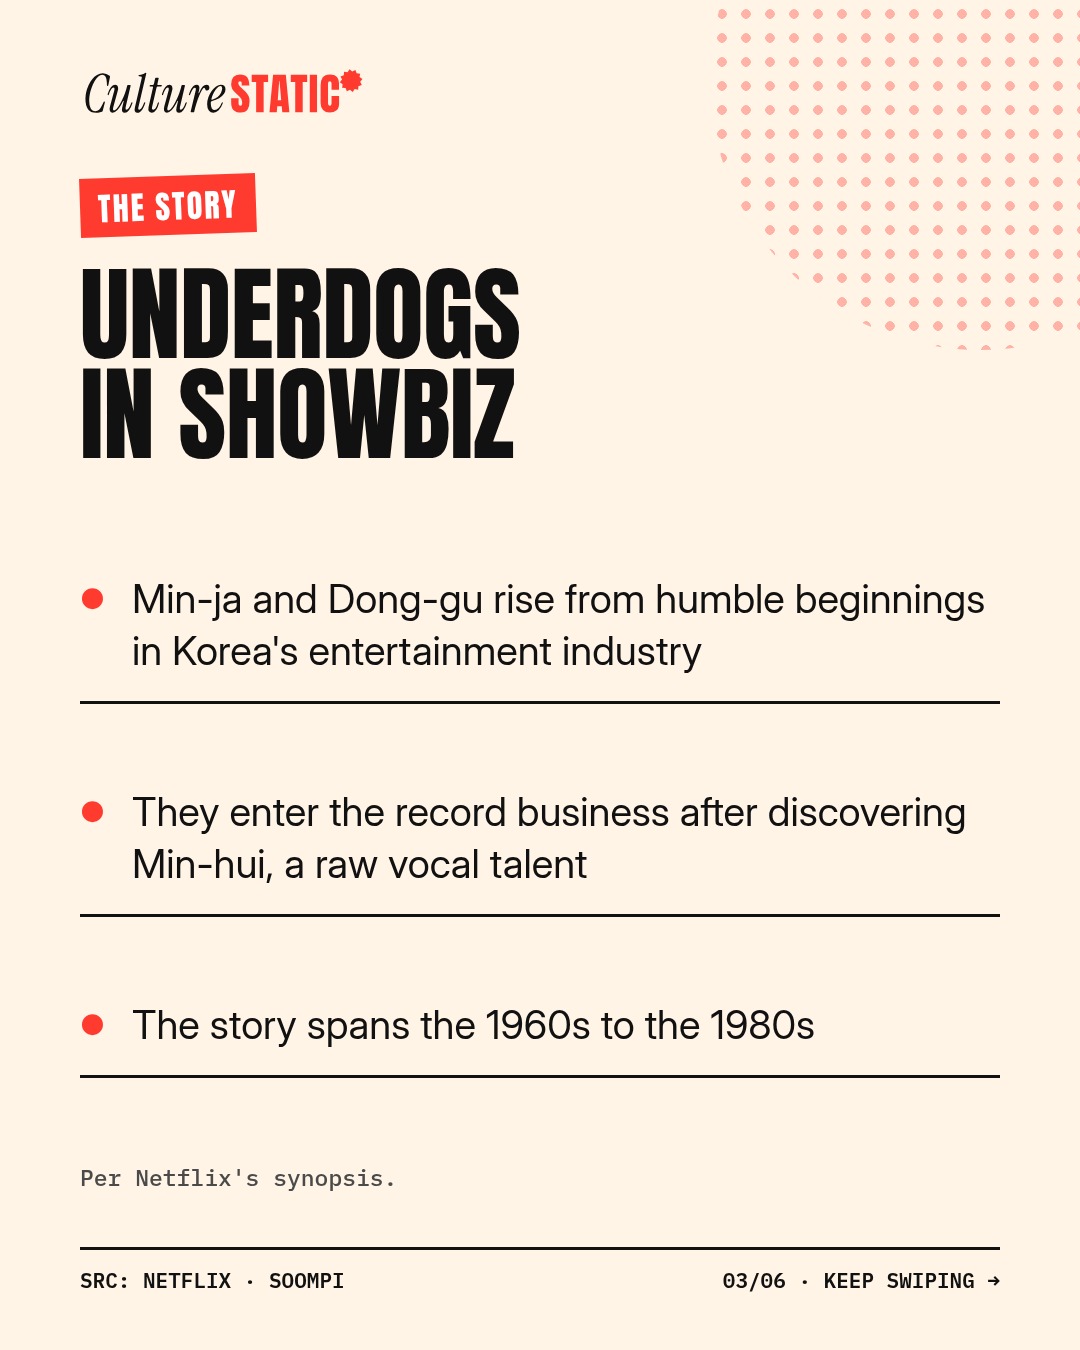 Culture STATIC
THE STORY
UNDERDOGS
IN SHOWBIZ
Min-ja and Dong-gu rise from humble beginnings
in Korea's entertainment industry
They enter the record business after discovering
Min-hui, a raw vocal talent
The story spans the 1960s to the 1980s
Per Netflix's synopsis.
SRC: NETFLIX · SOOMPI
03/06 · KEEP SWIPING →